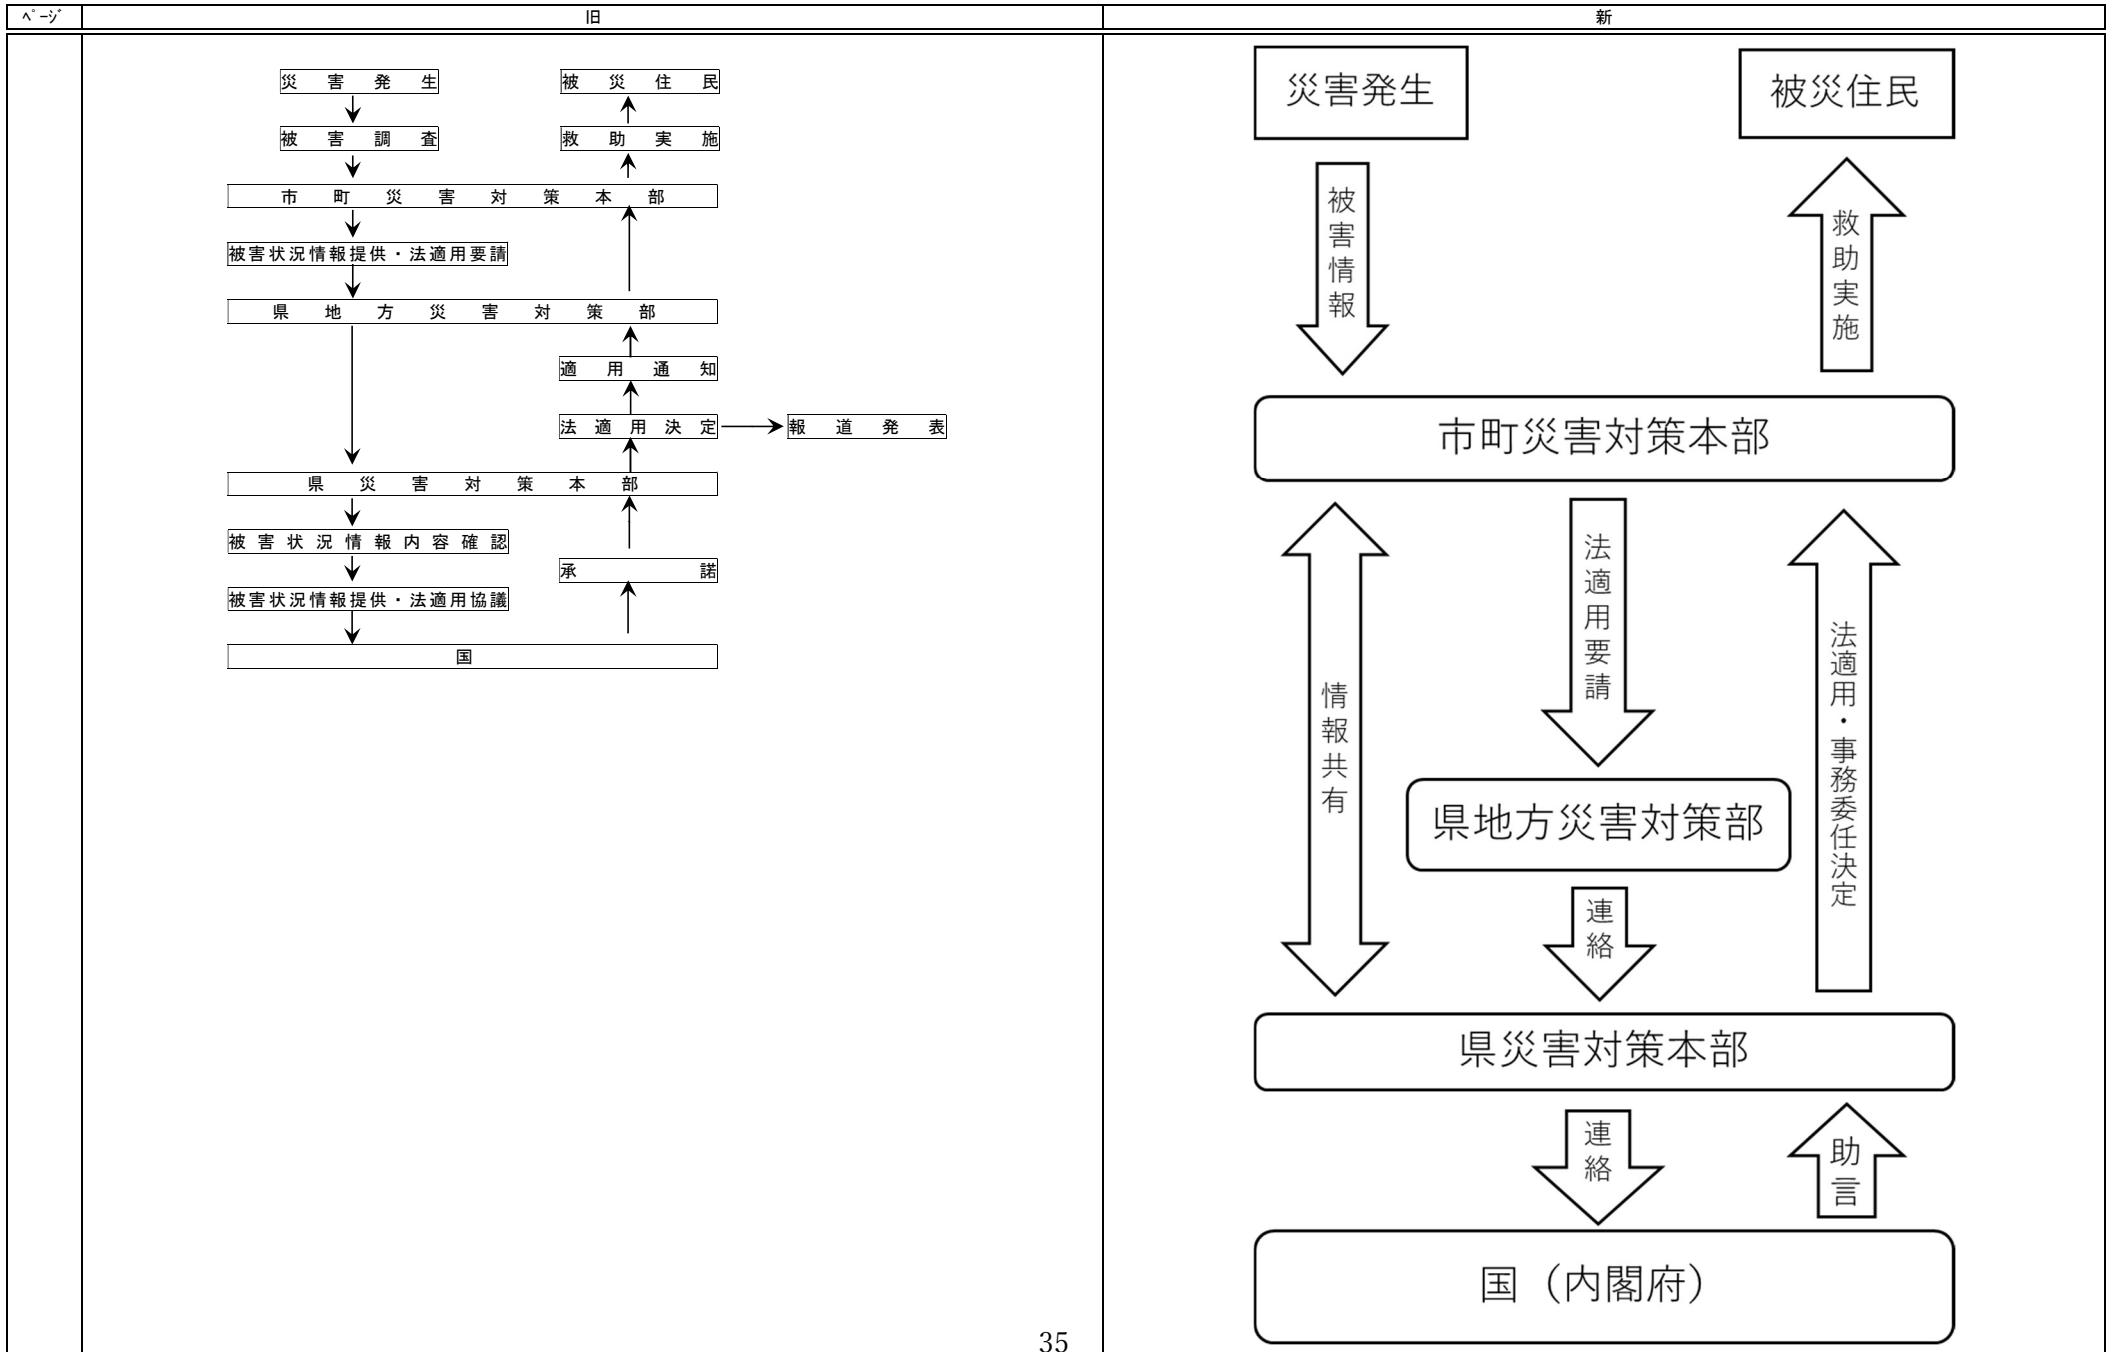 ﾍﾟｰｼﾞ
旧
新
災害発生
被災住民
被害調査
救助実施
市町災害対策本部
被害状況情報提供・法適用要請
県地方災害対策部
適用通知
法適用決定
報道発表
県災害対策本部
被害状況情報内容確認
承諾
被害状況情報提供・法適用協議
国
災害発生
被災住民
被害情報
救助実施
市町災害対策本部
情報共有
法適用要請
法適用・事務委任決定
県地方災害対策部
連絡
県災害対策本部
連絡
助言
国（内閣府）
35